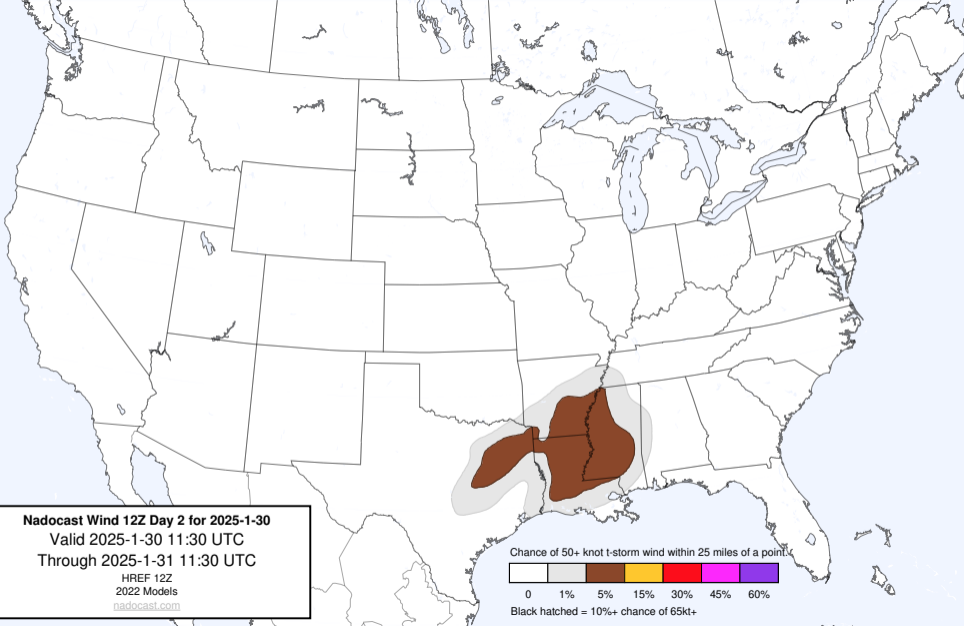 Nadocast Wind 12Z Day 2 for 2025-1-30
Valid 2025-1-30 11:30 UTC
Through 2025-1-31 11:30 UTC
HREF 12Z
2022 Models
nadocast.com
Chance of 50+ knot t-storm wind within 25 miles of a point.
0 1% 5% 15% 30% 45% 60%
Black hatched = 10%+ chance of 65kt+